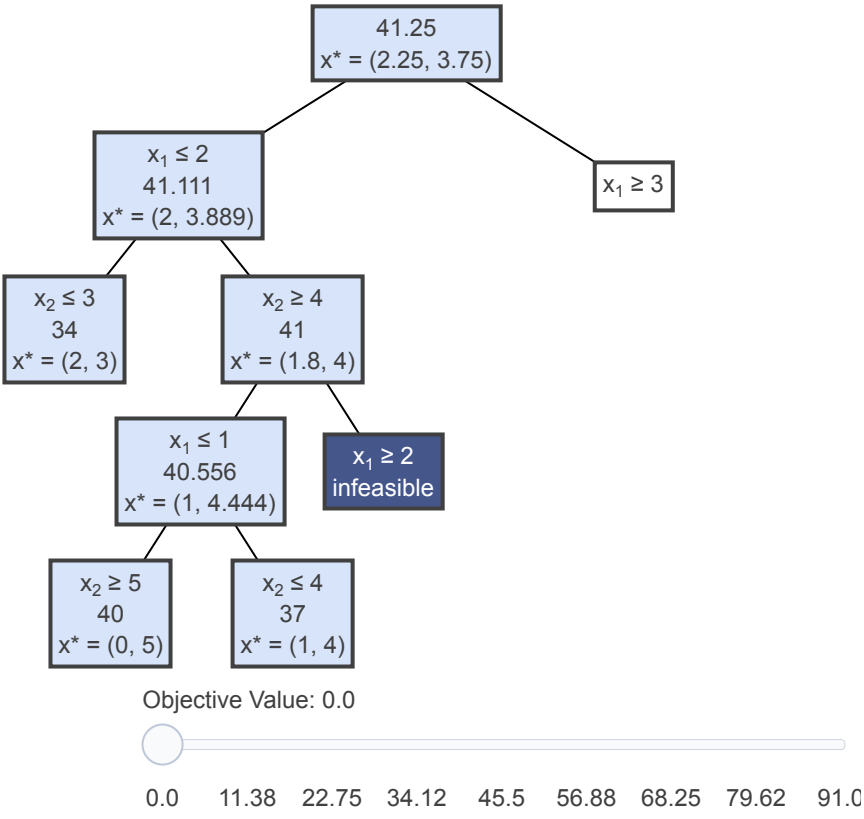 41.25
x* = (2.25, 3.75)
x₁ ≤ 2
41.111
x* = (2, 3.889)
x₁ ≥ 3
x₂ ≤ 3
34
x* = (2, 3)
x₂ ≥ 4
41
x* = (1.8, 4)
x₁ ≤ 1
40.556
x* = (1, 4.444)
x₁ ≥ 2
infeasible
x₂ ≥ 5
40
x* = (0, 5)
x₂ ≤ 4
37
x* = (1, 4)
Objective Value: 0.0
0.0 11.38 22.75 34.12 45.5 56.88 68.25 79.62 91.0